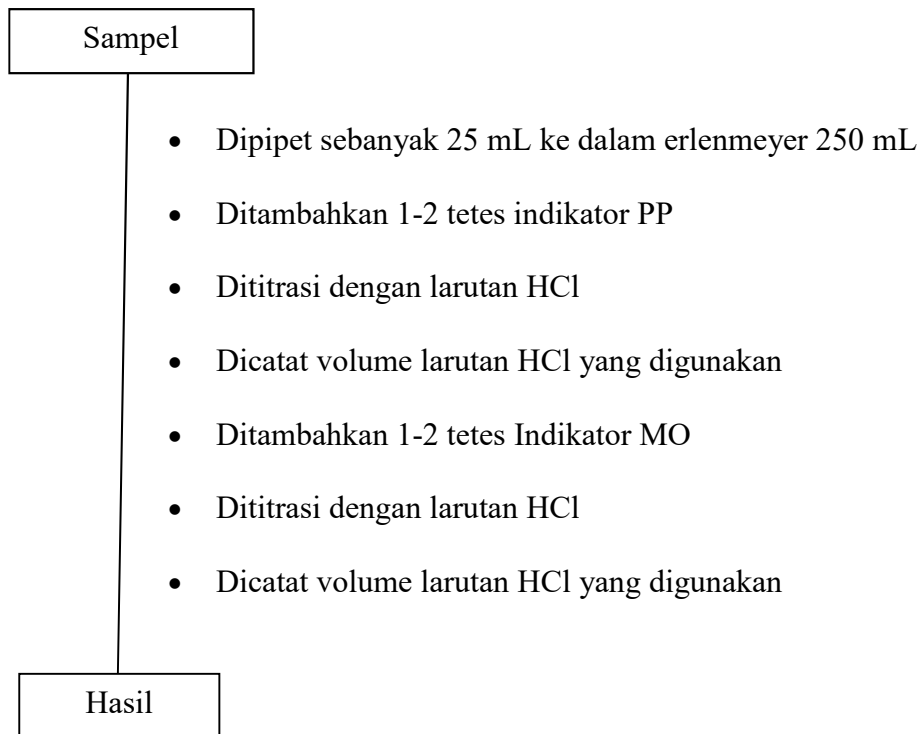 Sampel
• Dipipet sebanyak 25 mL ke dalam erlenmeyer 250 mL
• Ditambahkan 1-2 tetes indikator PP
• Dititrasi dengan larutan HCl
• Dicatat volume larutan HCl yang digunakan
• Ditambahkan 1-2 tetes Indikator MO
• Dititrasi dengan larutan HCl
• Dicatat volume larutan HCl yang digunakan
Hasil